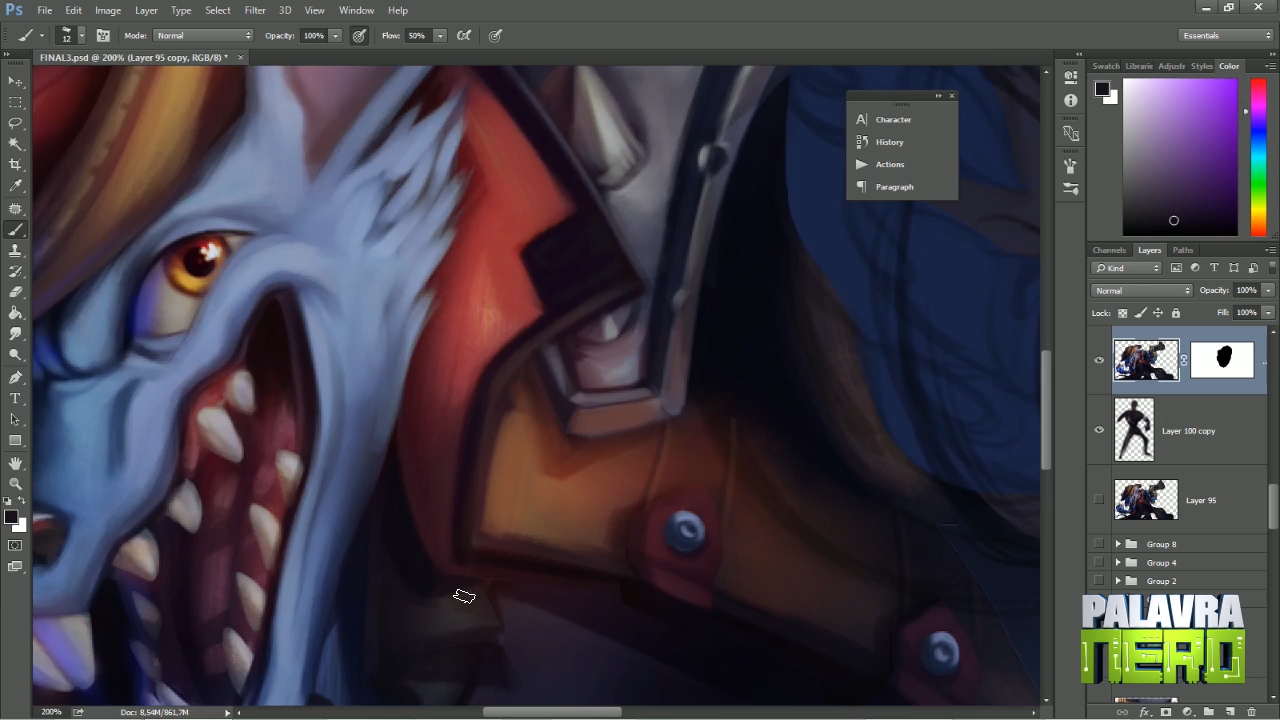 Ps File Edit Image Layer Type Select Filter 3D View Window Help
12 Mode: Normal Opacity: 100% Flow: 50% Essentials
FINAL3.psd @ 200% (Layer 95 copy, RGB/8) *
Swatch Librarie Adjustr Styles Color
Character
History
Actions
Paragraph
Channels Layers Paths
Kind
Normal Opacity: 100%
Lock: Fill: 100%
Layer 100 copy
Layer 95
Group 8
Group 4
Group 2
PALAVRA
NERD
200% Doc: 8,54M/861,7M